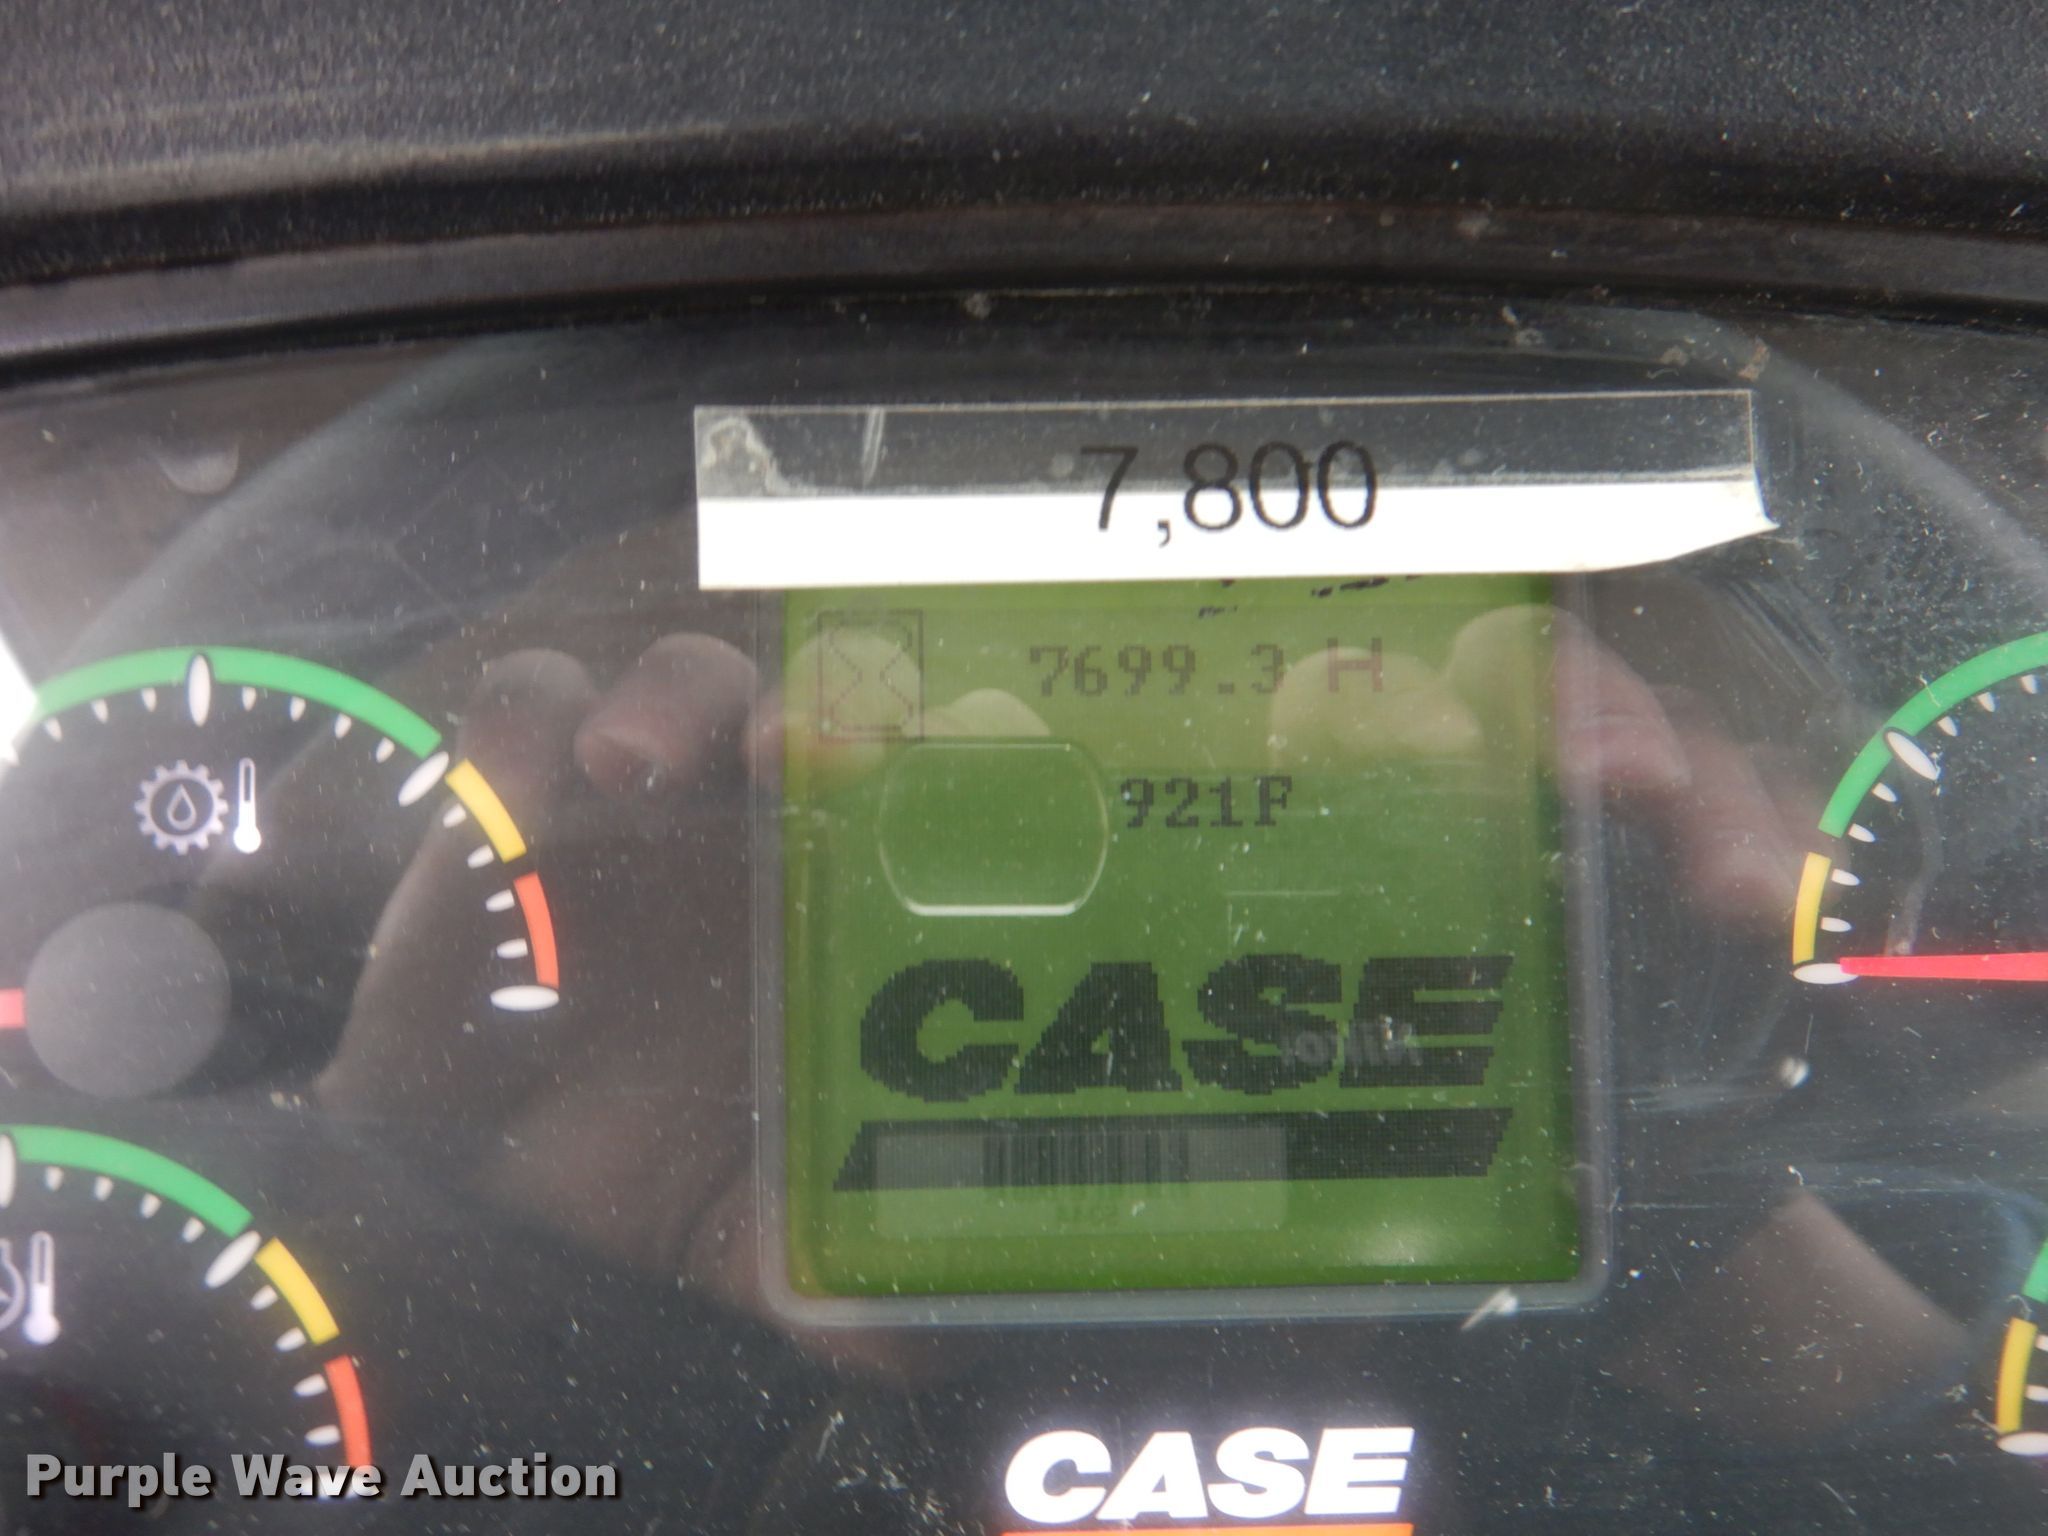 7,800
7699.3 H
921F
CASE
CASE
Purple Wave Auction